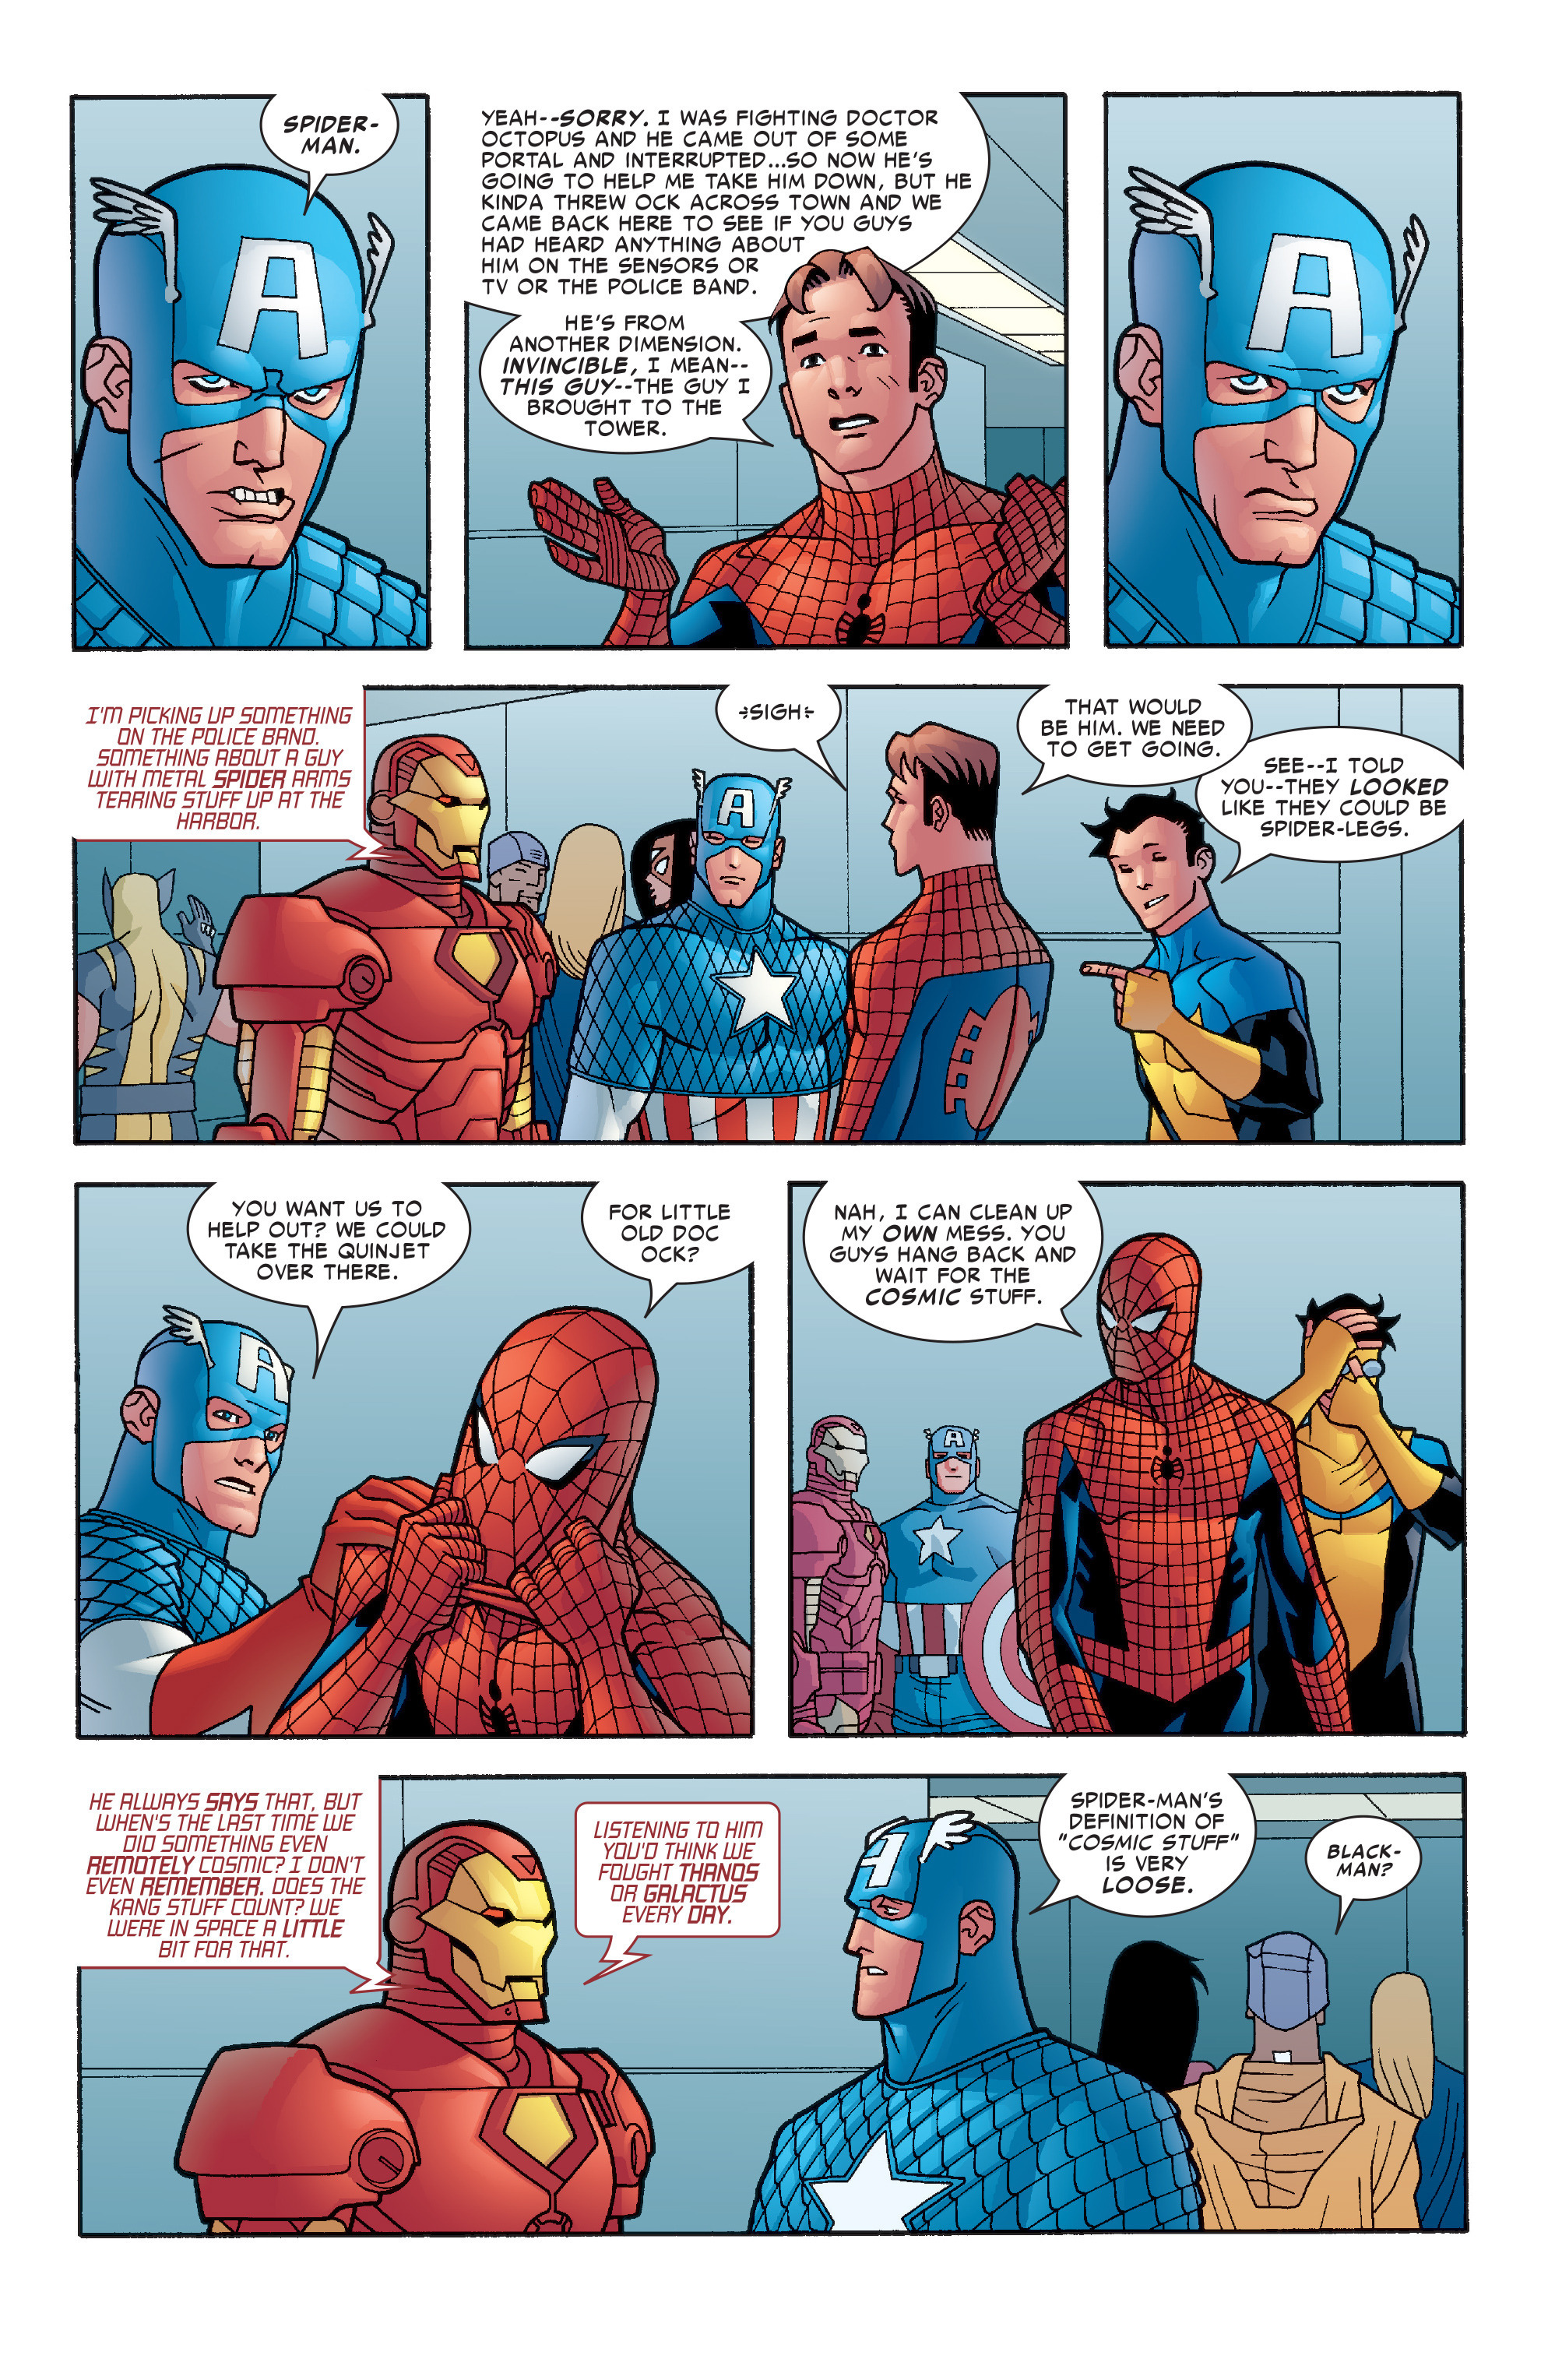 SPIDER-
MAN.
YEAH--SORRY. I WAS FIGHTING DOCTOR
OCTOPUS AND HE CAME OUT OF SOME
PORTAL AND INTERRUPTED...SO NOW HE'S
GOING TO HELP ME TAKE HIM DOWN, BUT HE
KINDA THREW OCK ACROSS TOWN AND WE
CAME BACK HERE TO SEE IF YOU GUYS
HAD HEARD ANYTHING ABOUT
HIM ON THE SENSORS OR
TV OR THE POLICE BAND.
HE'S FROM
ANOTHER DIMENSION.
INVINCIBLE, I MEAN--
THIS GUY--THE GUY I
BROUGHT TO THE
TOWER.
A
A
I'M PICKING UP SOMETHING
ON THE POLICE BAND.
SOMETHING ABOUT A GUY
WITH METAL SPIDER ARMS
TEARING STUFF UP AT THE
HARBOR.
SIGH
THAT WOULD
BE HIM. WE NEED
TO GET GOING.
SEE--I TOLD
YOU--THEY LOOKED
LIKE THEY COULD BE
SPIDER-LEGS.
A
YOU WANT US TO
HELP OUT? WE COULD
TAKE THE QUINJET
OVER THERE.
FOR LITTLE
OLD DOC
OCK?
A
NAH, I CAN CLEAN UP
MY OWN MESS. YOU
GUYS HANG BACK AND
WAIT FOR THE
COSMIC STUFF.
A
HE ALWAYS SAYS THAT, BUT
WHEN'S THE LAST TIME WE
DID SOMETHING EVEN
REMOTELY COSMIC? I DON'T
EVEN REMEMBER. DOES THE
KANG STUFF COUNT? WE
WERE IN SPACE A LITTLE
BIT FOR THAT.
LISTENING TO HIM
YOU'D THINK WE
FOUGHT THANOS
OR GALACTUS
EVERY DAY.
SPIDER-MAN'S
DEFINITION OF
"COSMIC STUFF"
IS VERY
LOOSE.
BLACK-
MAN?
A